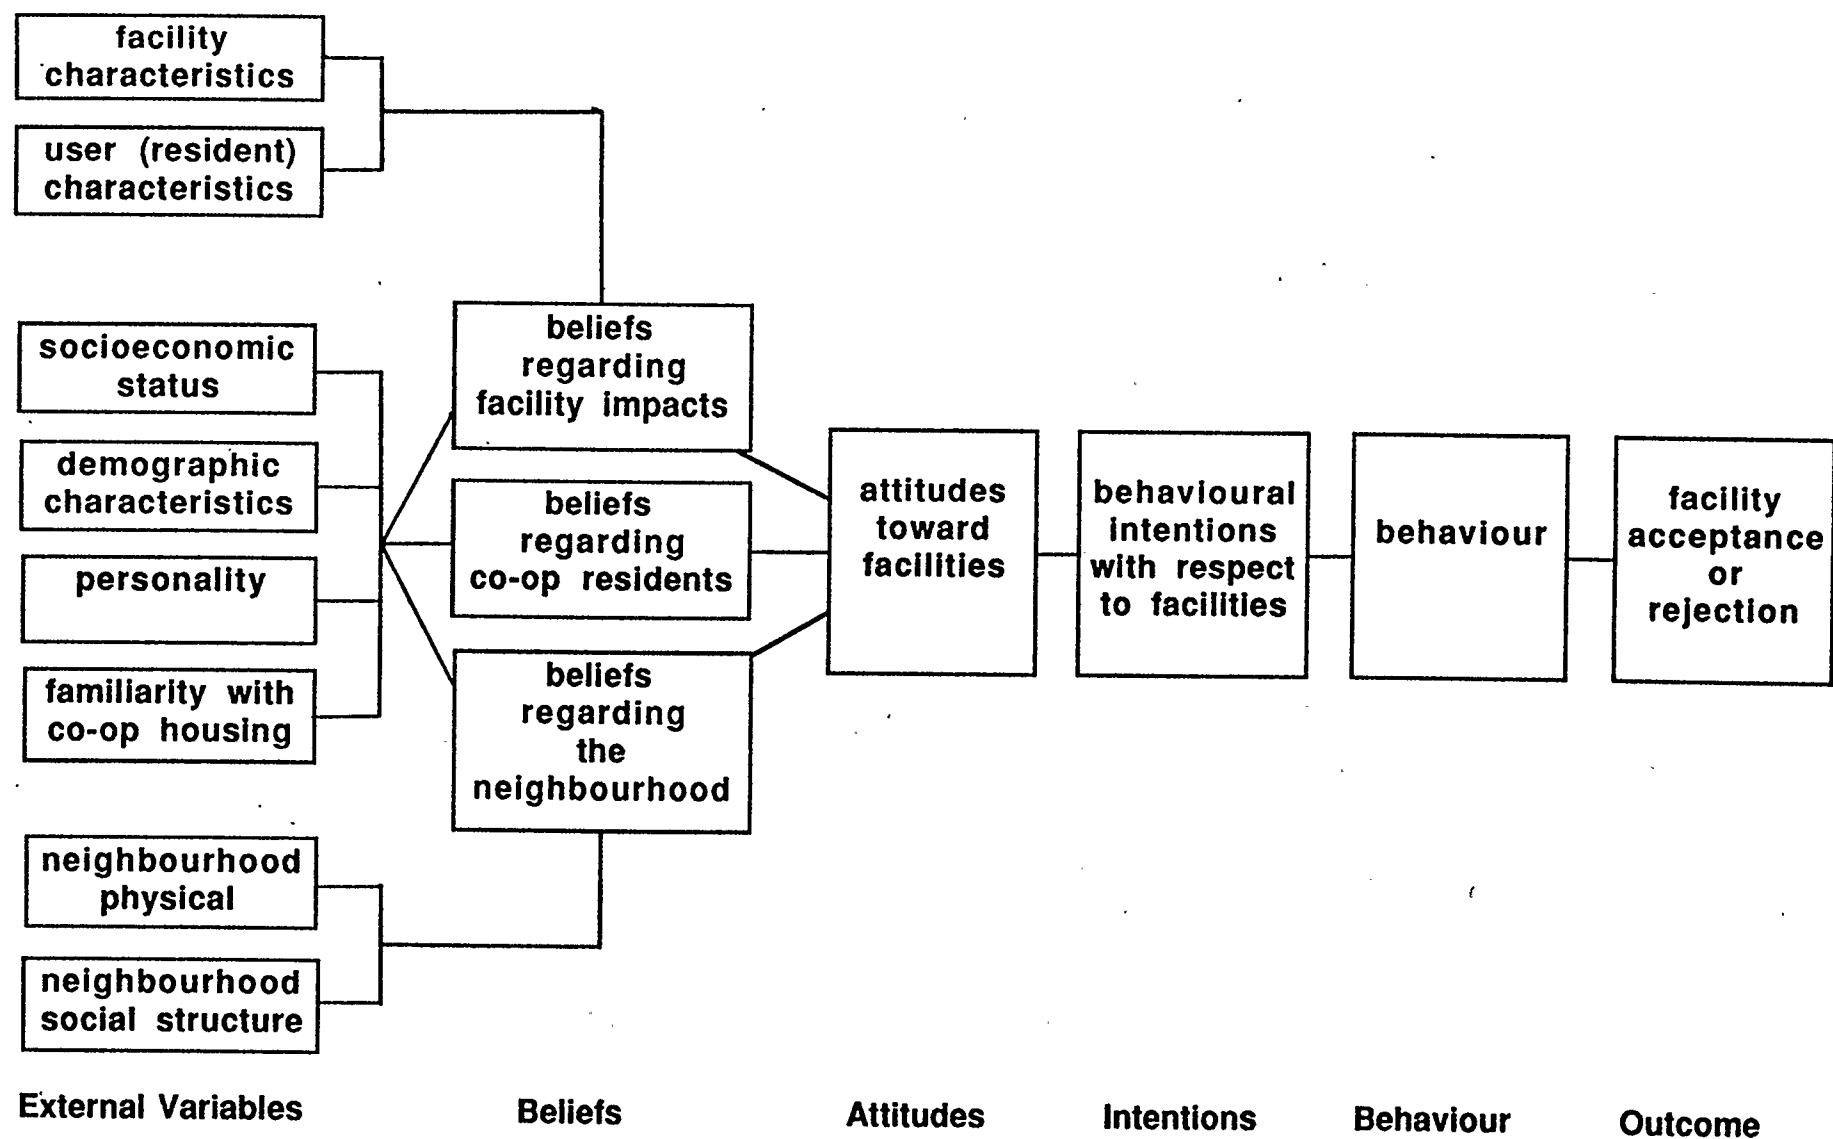 facility
characteristics
user (resident)
characteristics
socioeconomic
status
demographic
characteristics
personality
familiarity with
co-op housing
neighbourhood
physical
neighbourhood
social structure
beliefs
regarding
facility impacts
beliefs
regarding
co-op residents
beliefs
regarding
the
neighbourhood
attitudes
toward
facilities
behavioural
intentions
with respect
to facilities
behaviour
facility
acceptance
or
rejection
External Variables
Beliefs
Attitudes
Intentions
Behaviour
Outcome